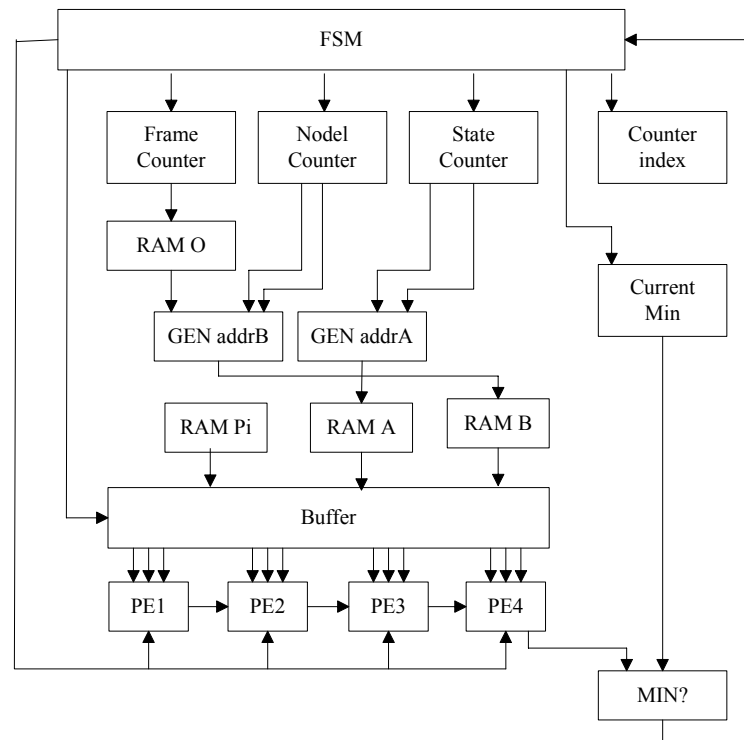 FSM
Frame
Counter
Nodel
Counter
State
Counter
Counter
index
RAM O
Current
Min
GEN addrB
GEN addrA
RAM Pi
RAM A
RAM B
Buffer
PE1
PE2
PE3
PE4
MIN?